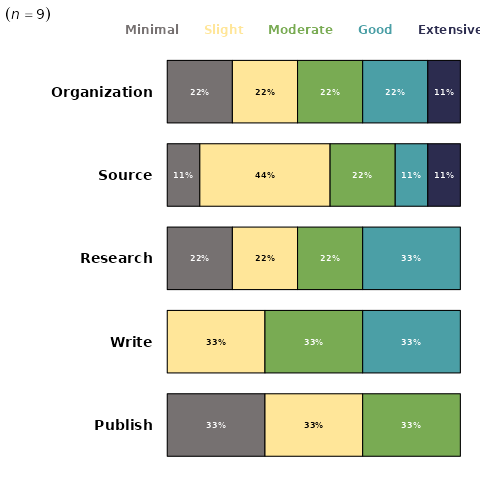 (n = 9)
Minimal Slight Moderate Good Extensive
Organization 22% 22% 22% 22% 11%
Source 11% 44% 22% 11% 11%
Research 22% 22% 22% 33%
Write 33% 33% 33%
Publish 33% 33% 33%